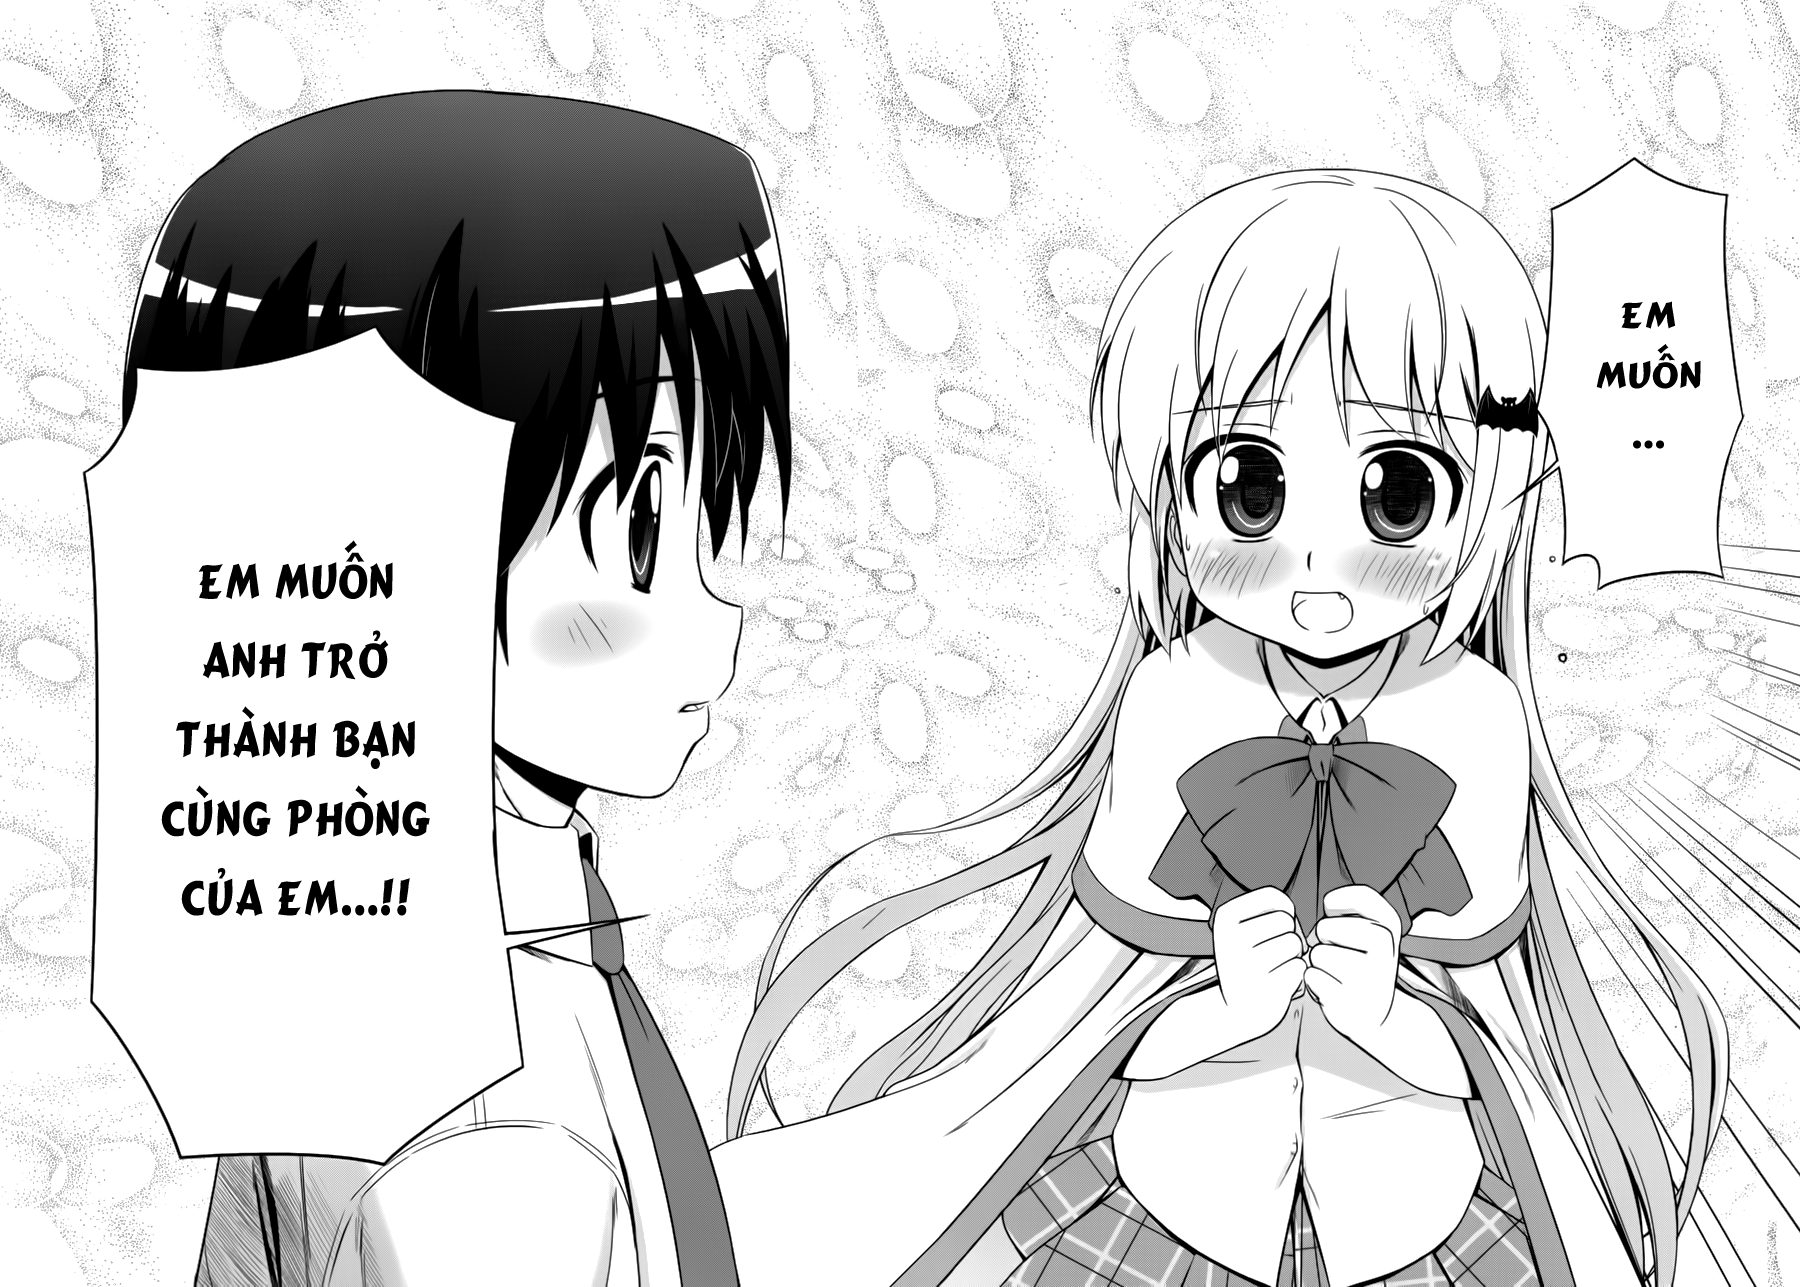 EM
MUỐN
...
EM MUỐN
ANH TRỞ
THÀNH BẠN
CÙNG PHÒNG
CỦA EM...!!